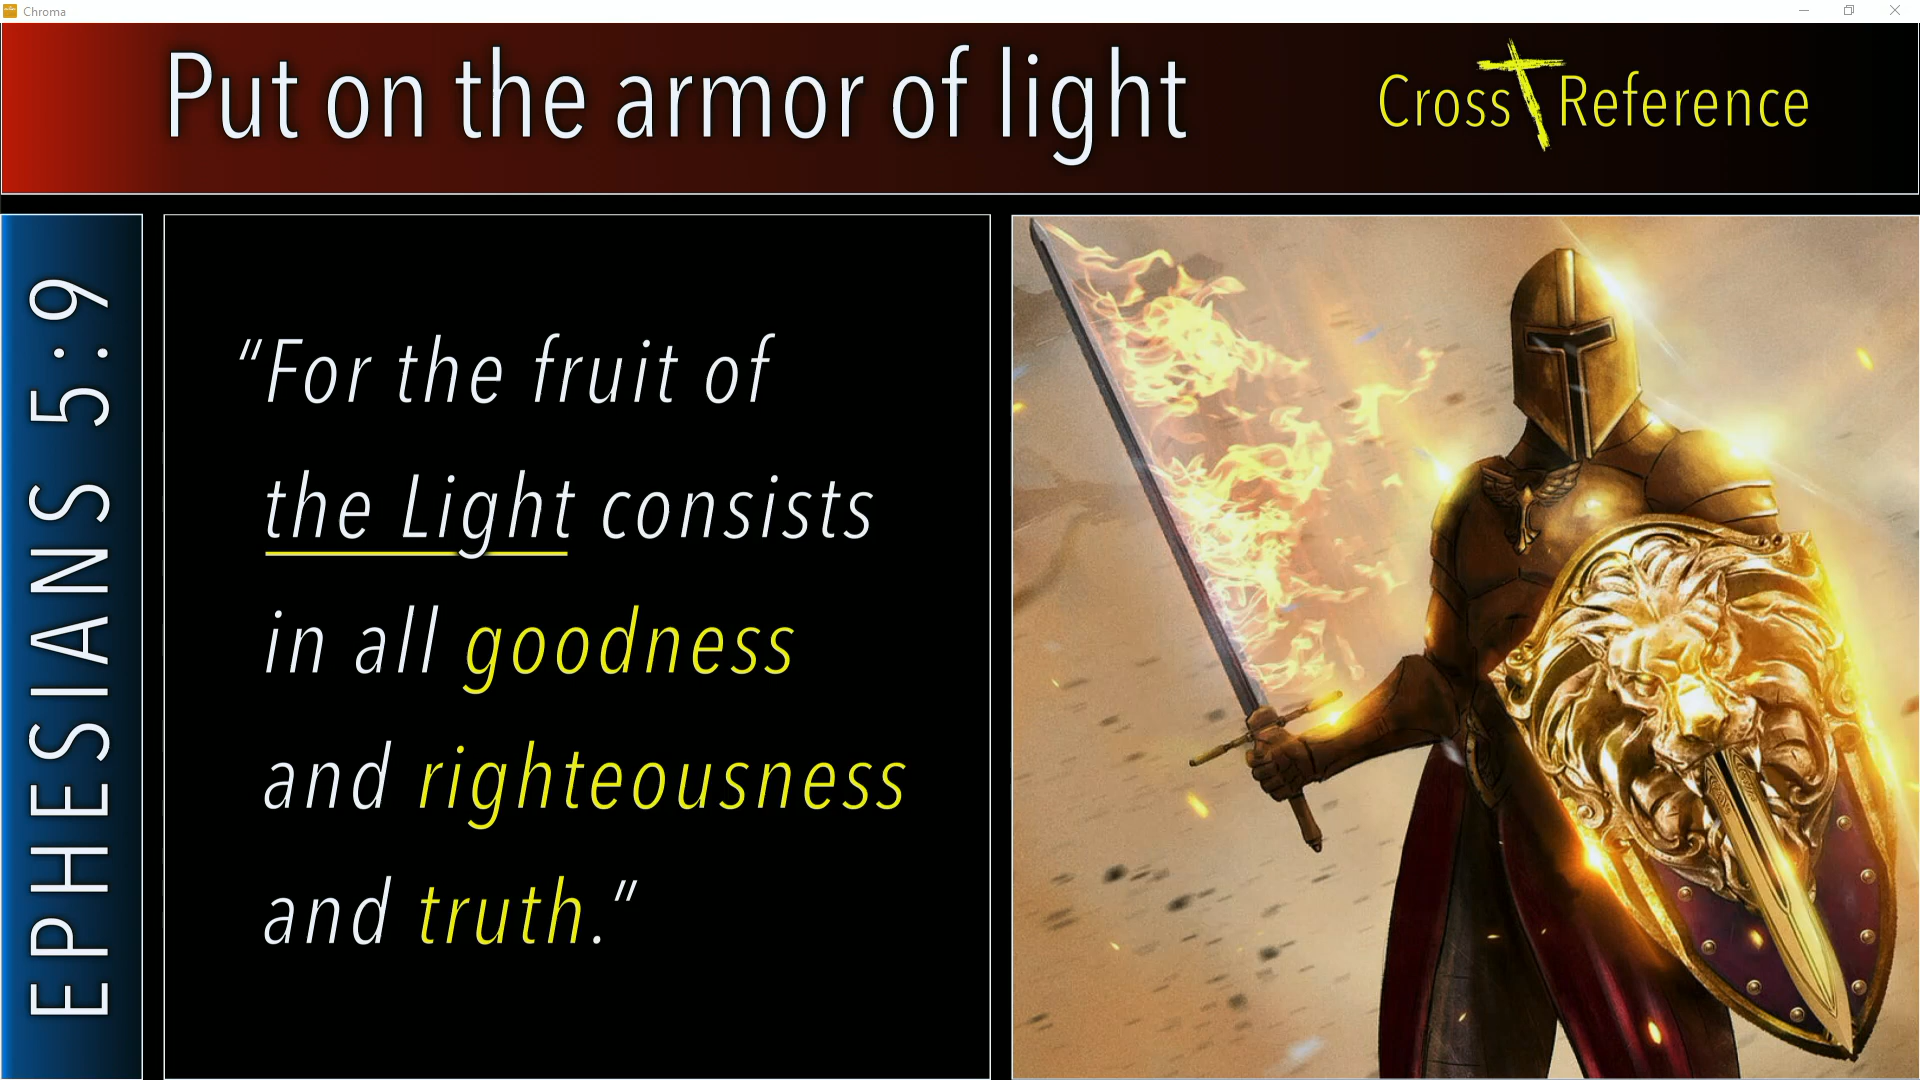 Chroma
Put on the armor of light
Cross Reference
EPHESIANS 5:9
“For the fruit of
the Light consists
in all goodness
and righteousness
and truth.”